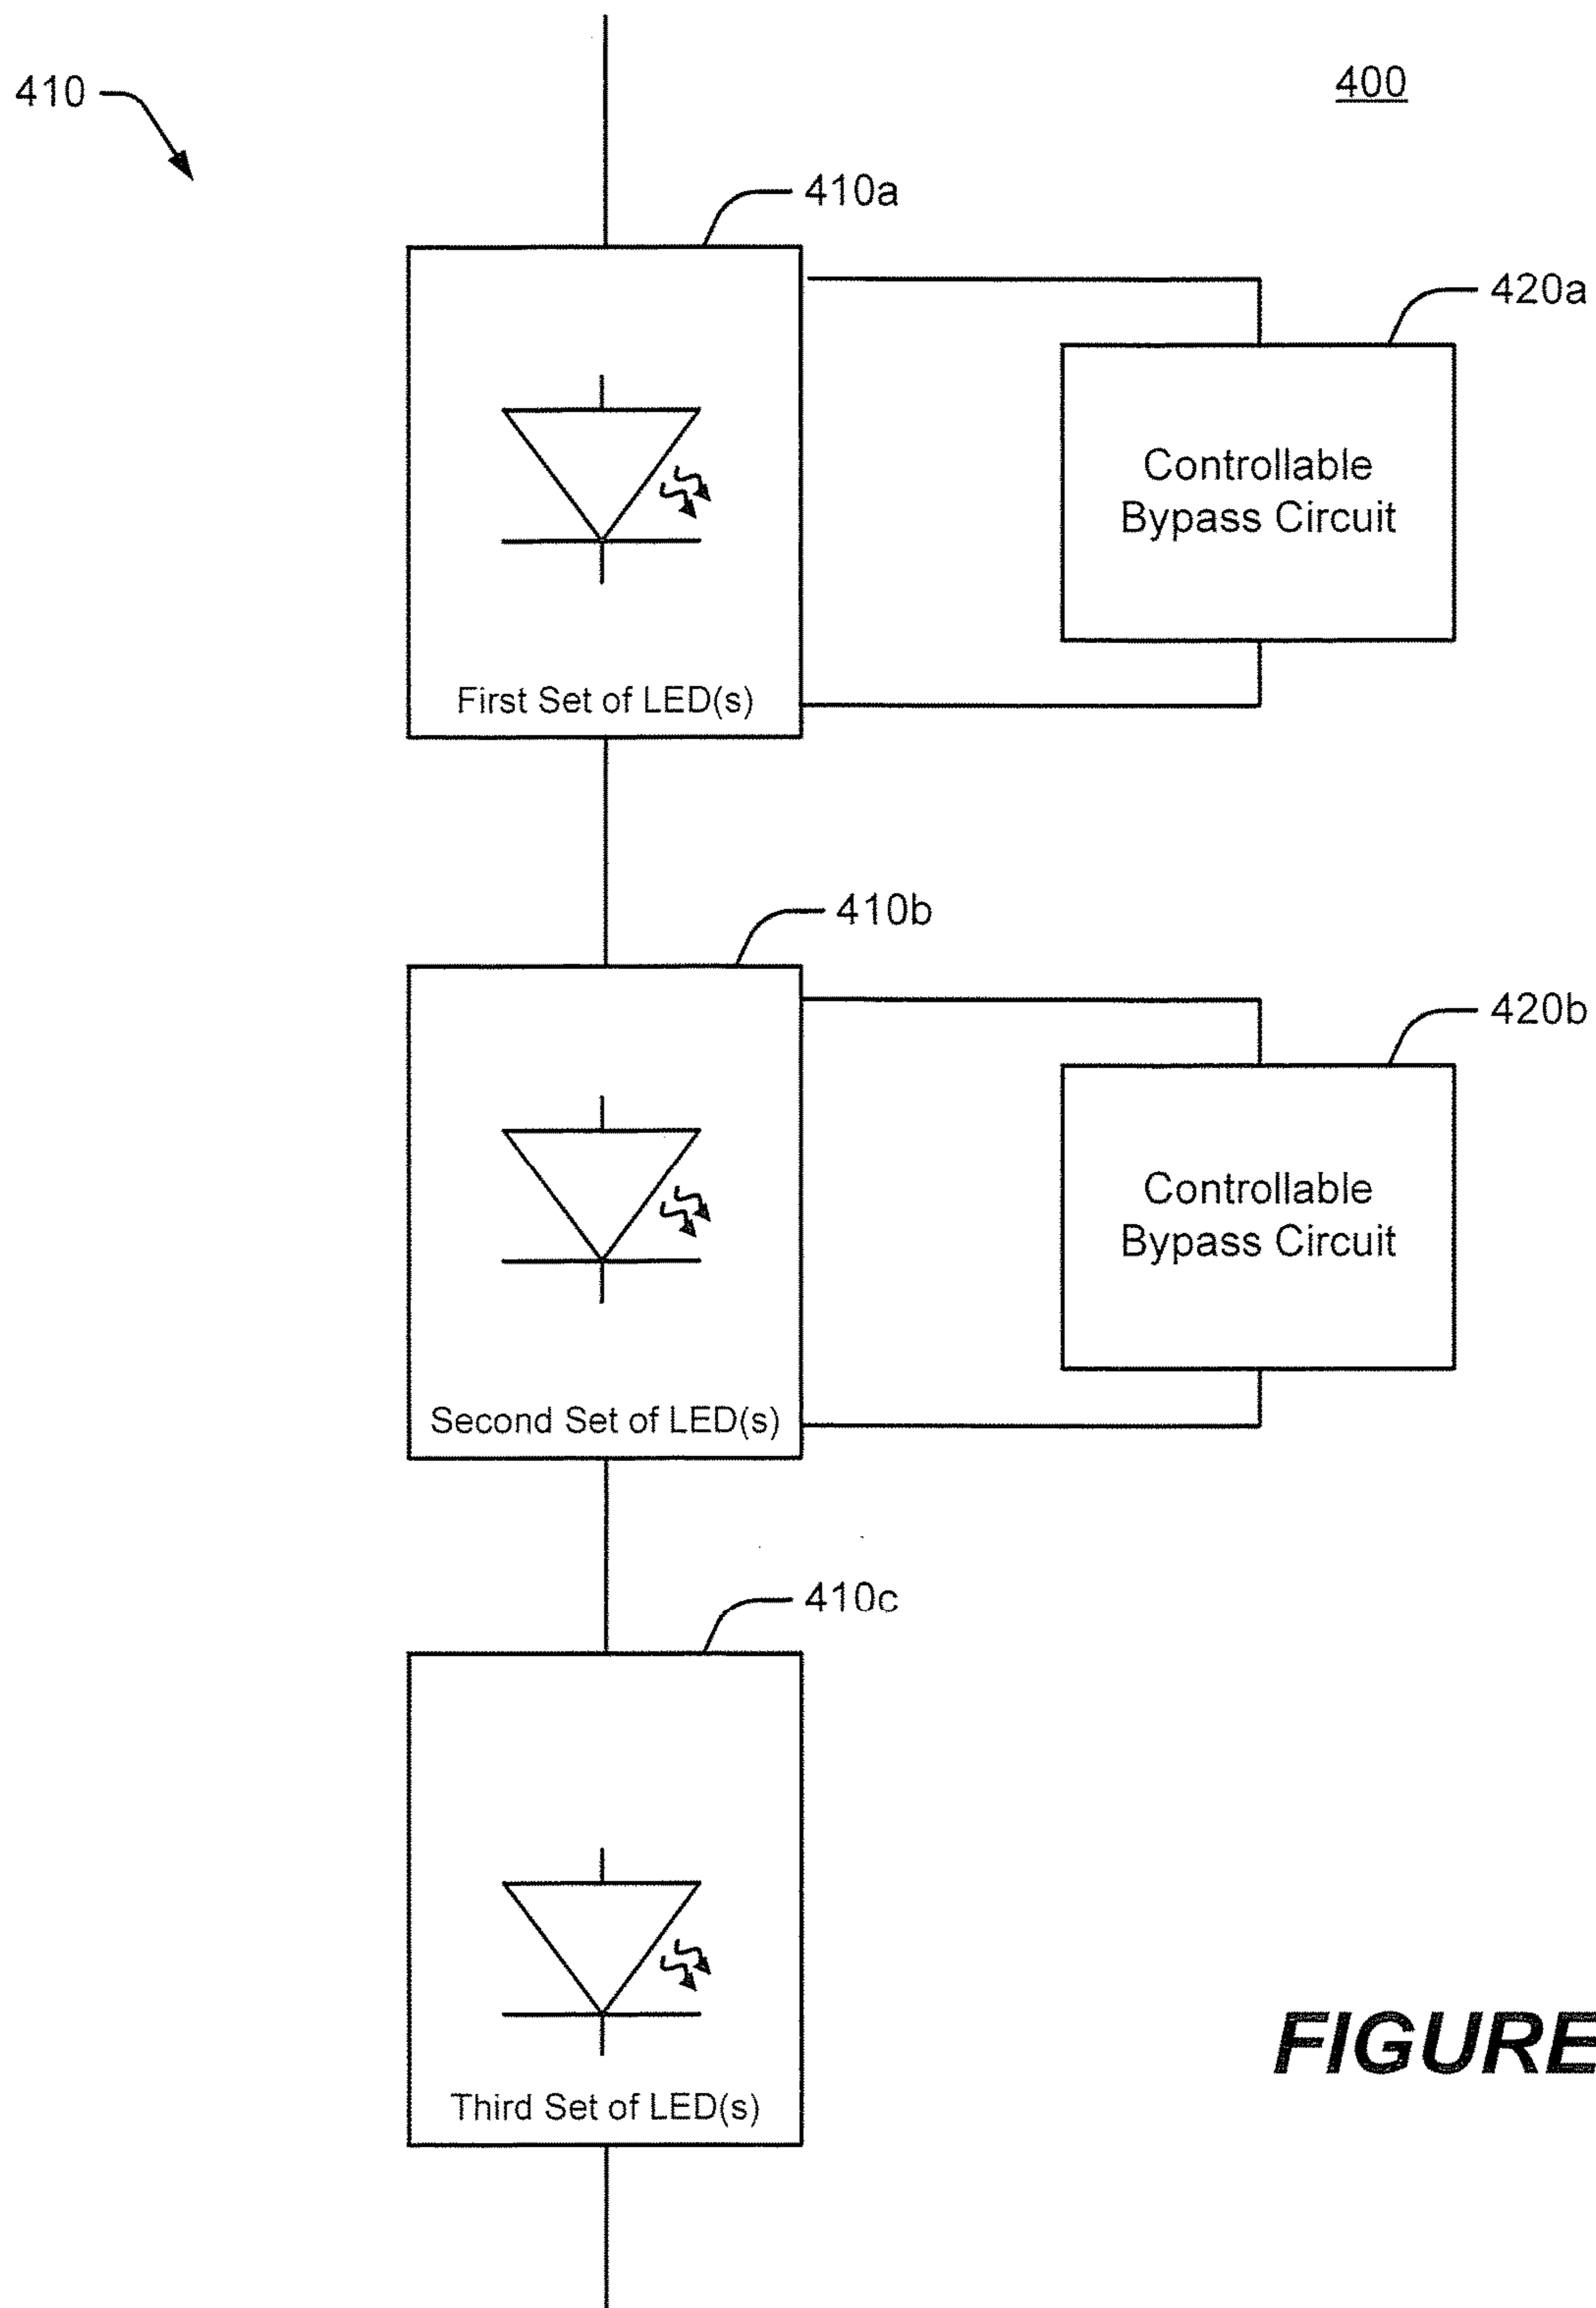 410
400
410a
420a
Controllable
Bypass Circuit
First Set of LED(s)
410b
420b
Controllable
Bypass Circuit
Second Set of LED(s)
410c
Third Set of LED(s)
FIGURE